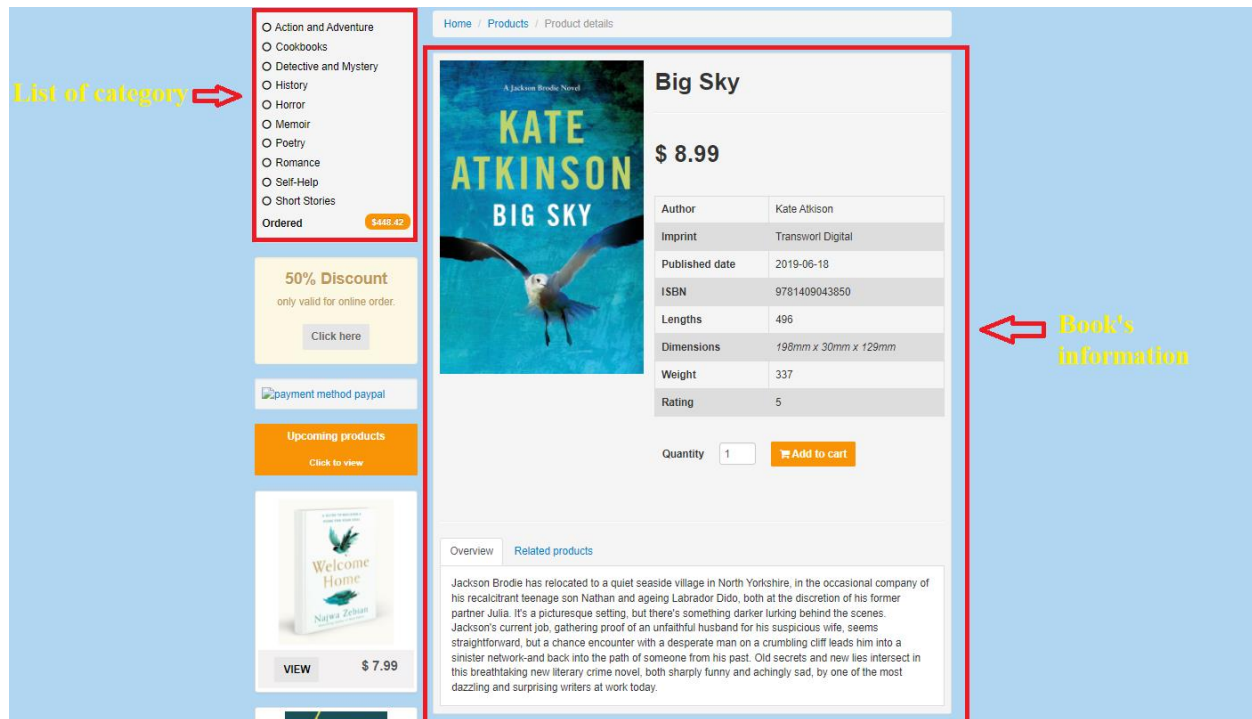 List of category
Action and Adventure
Cookbooks
Detective and Mystery
History
Horror
Memoir
Poetry
Romance
Self-Help
Short Stories
Ordered $448.42
50% Discount
only valid for online order.
Click here
payment method paypal
Upcoming products
Click to view
Welcome
Home
Najwa Zebian
VIEW $ 7.99
Home / Products / Product details
A Jackson Brodie Novel
KATE
ATKINSON
BIG SKY
Big Sky
$ 8.99
Author Kate Atkison
Imprint Transworl Digital
Published date 2019-06-18
ISBN 9781409043850
Lengths 496
Dimensions 198mm x 30mm x 129mm
Weight 337
Rating 5
Quantity 1 Add to cart
Overview Related products
Jackson Brodie has relocated to a quiet seaside village in North Yorkshire, in the occasional company of
his recalcitrant teenage son Nathan and ageing Labrador Dido, both at the discretion of his former
partner Julia. It's a picturesque setting, but there's something darker lurking behind the scenes.
Jackson's current job, gathering proof of an unfaithful husband for his suspicious wife, seems
straightforward, but a chance encounter with a desperate man on a crumbling cliff leads him into a
sinister network-and back into the path of someone from his past. Old secrets and new lies intersect in
this breathtaking new literary crime novel, both sharply funny and achingly sad, by one of the most
dazzling and surprising writers at work today.
Book's
information